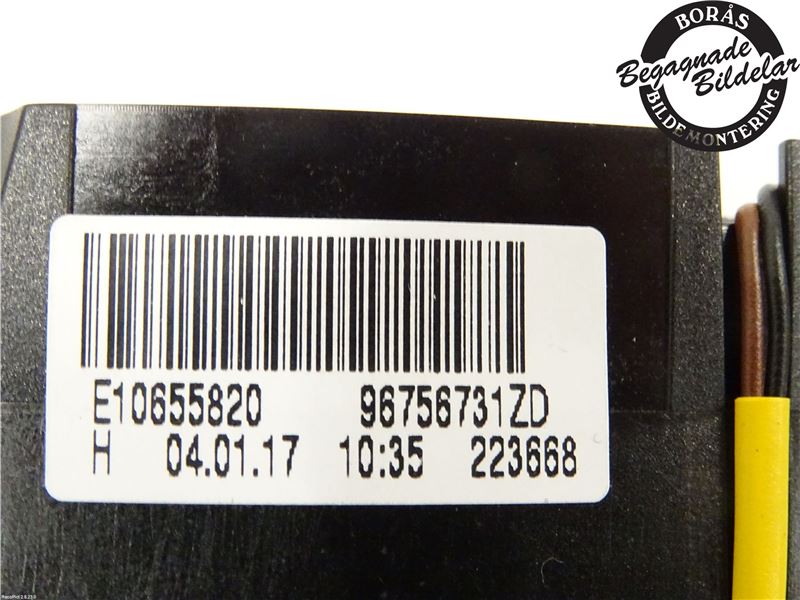 BORÅS
Begagnade
Bildelar
BILDEMONTERING
E10655820 96756731ZD
H 04.01.17 10:35 223668